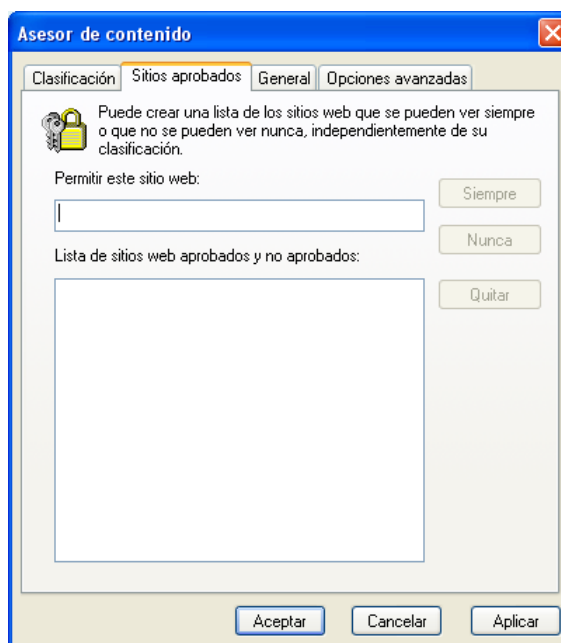 Asesor de contenido
Clasificación
Sitios aprobados
General
Opciones avanzadas
Puede crear una lista de los sitios web que se pueden ver siempre
o que no se pueden ver nunca, independientemente de su
clasificación.
Permitir este sitio web:
Siempre
Nunca
Lista de sitios web aprobados y no aprobados:
Quitar
Aceptar
Cancelar
Aplicar